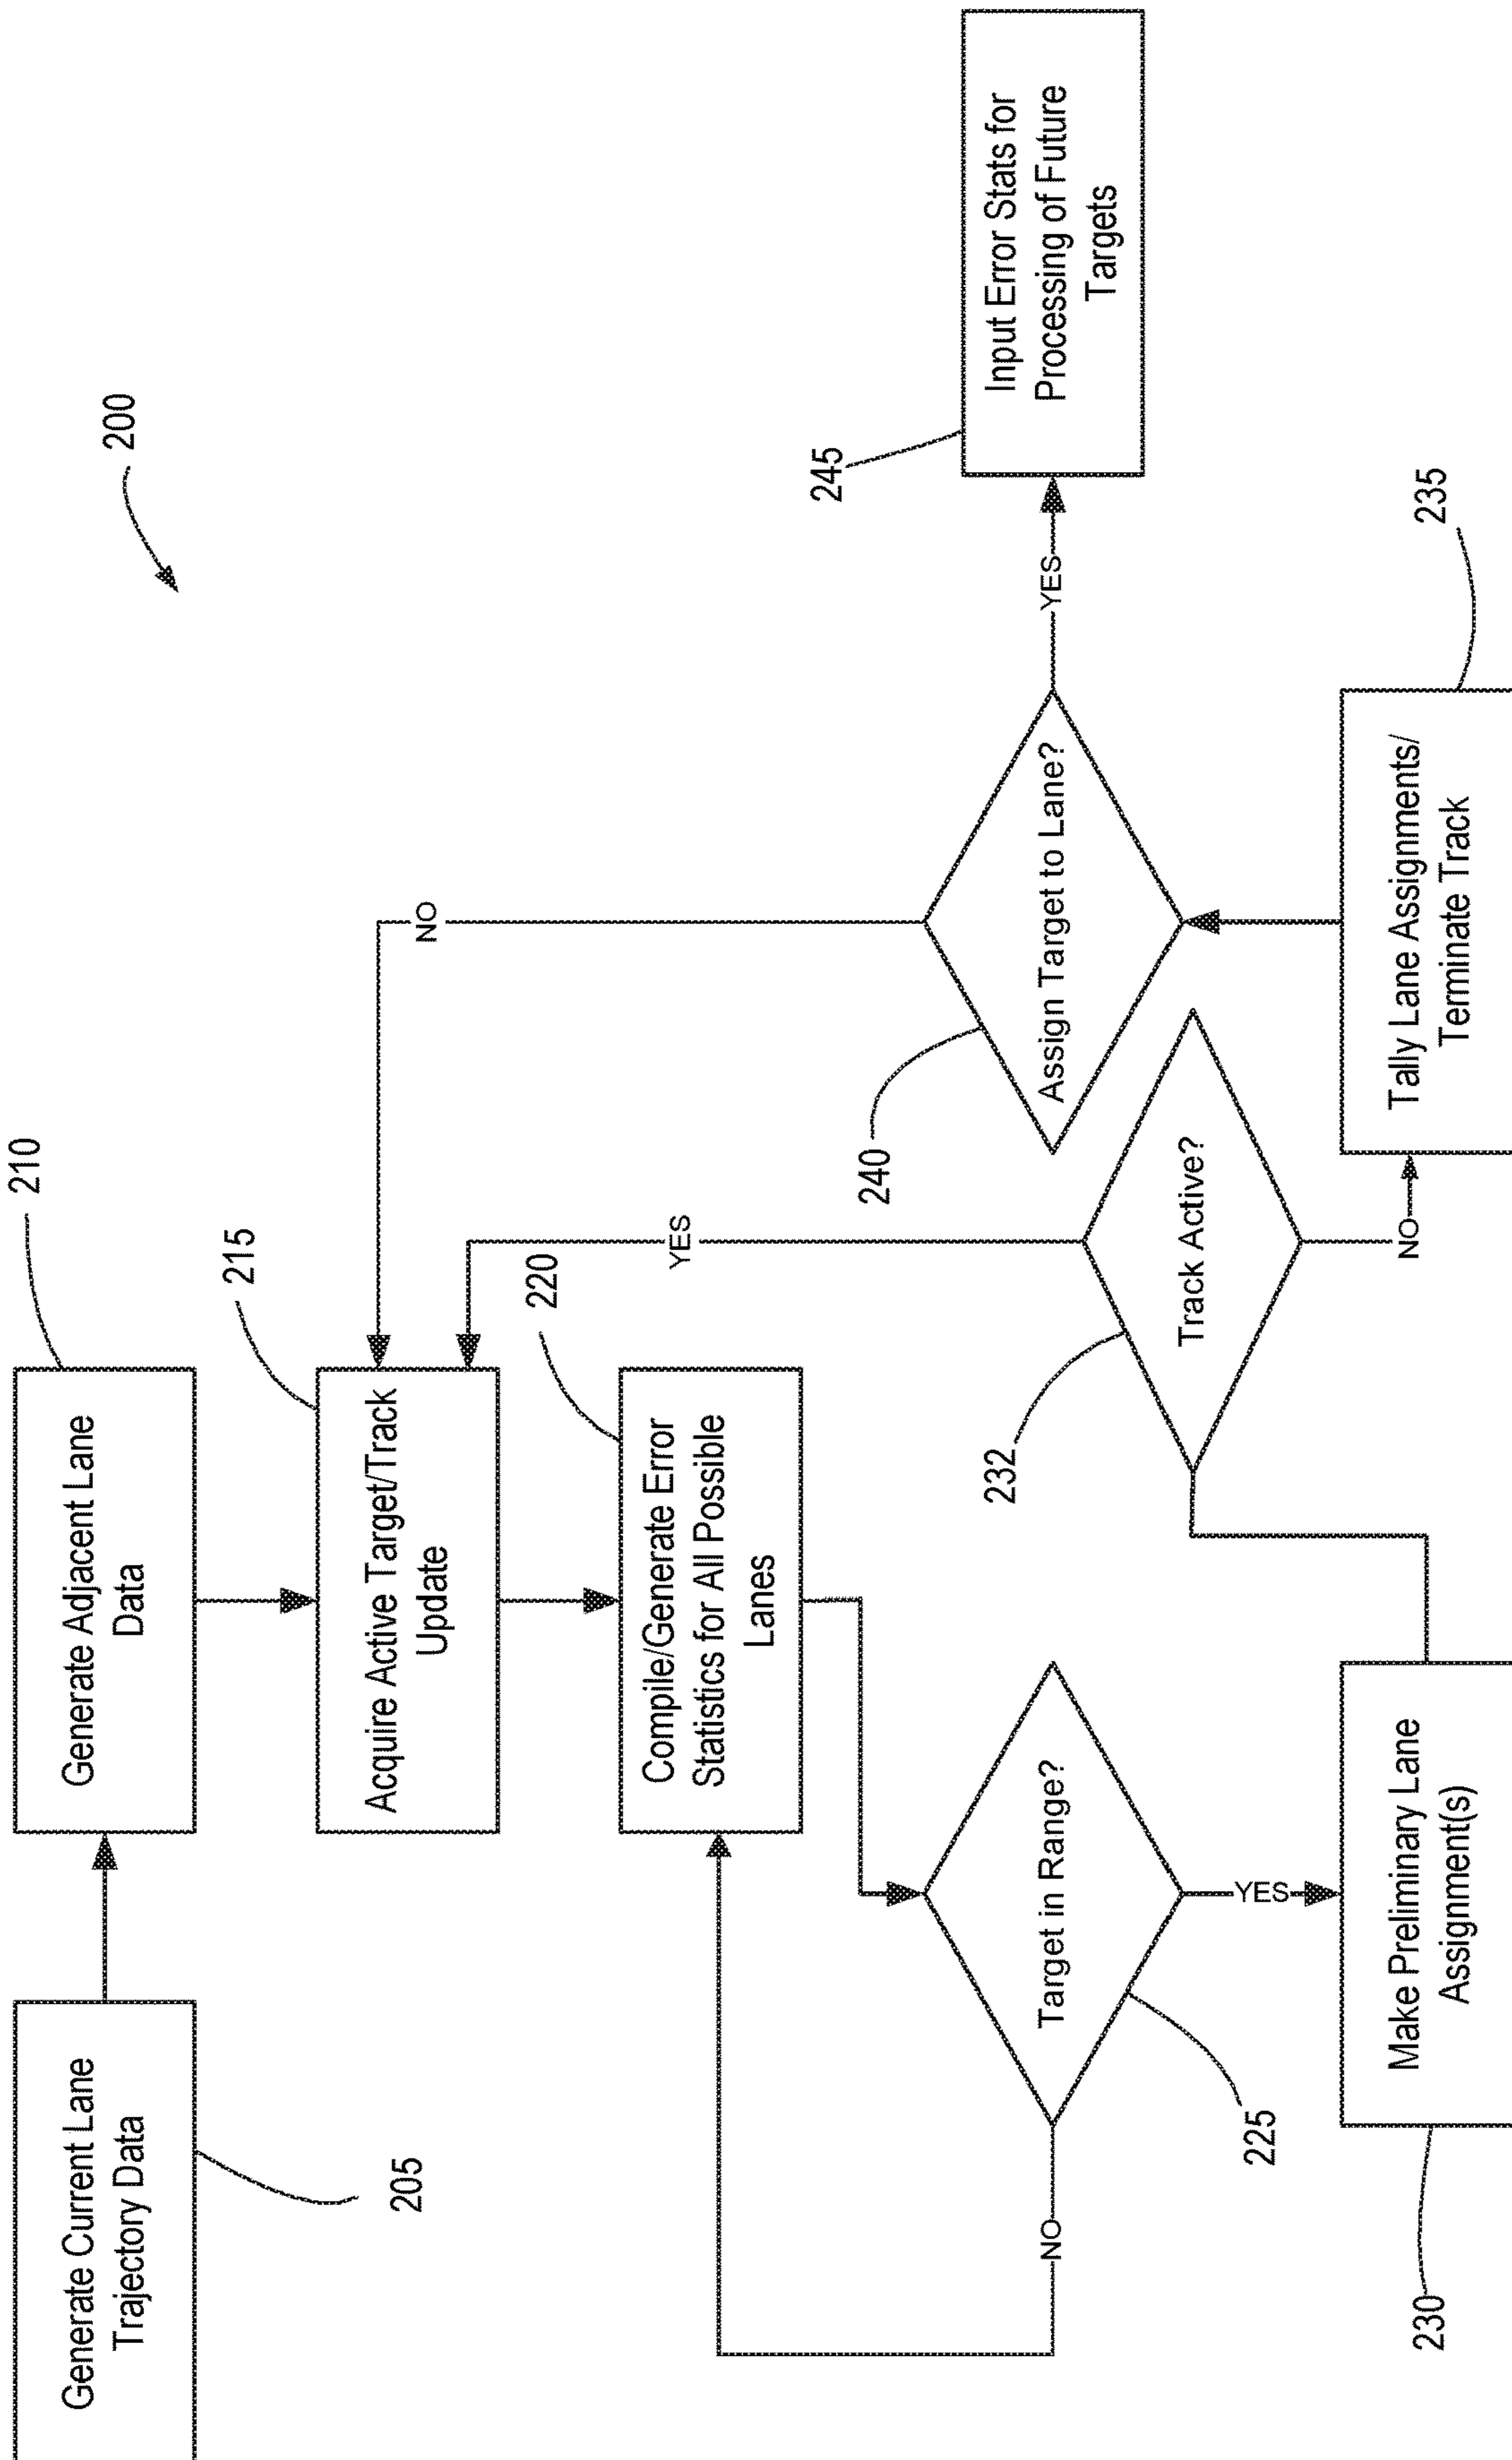 200
Generate Current Lane
Trajectory Data
205
Generate Adjacent Lane
Data
210
Acquire Active Target/Track
Update
215
Compile/Generate Error
Statistics for All Possible
Lanes
220
Target in Range?
225
NO
YES
Make Preliminary Lane
Assignment(s)
230
Track Active?
232
YES
NO
Tally Lane Assignments/
Terminate Track
235
Assign Target to Lane?
240
NO
YES
Input Error Stats for
Processing of Future
Targets
245